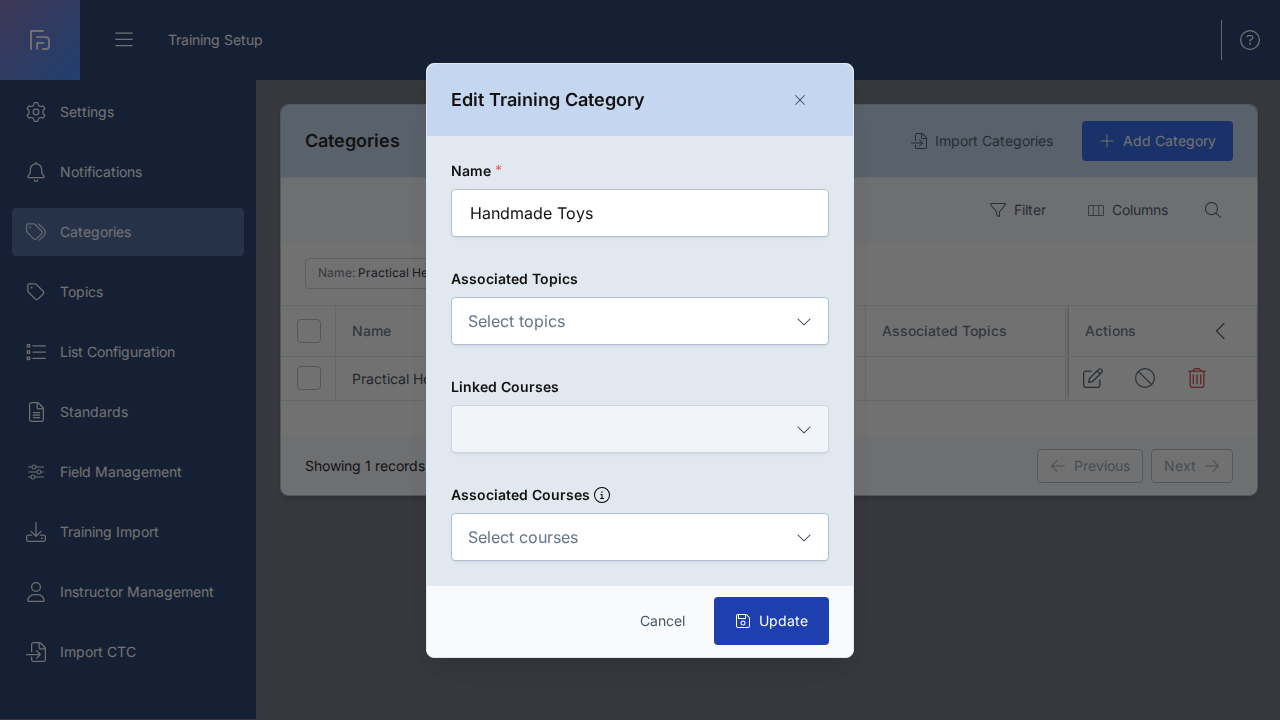 Training Setup
Settings
Notifications
Categories
Topics
List Configuration
Standards
Field Management
Training Import
Instructor Management
Import CTC
Categories
Import Categories
Add Category
Filter
Columns
Name: Practical He
Name
Associated Topics
Actions
Practical He
Showing 1 records
Previous
Next
Edit Training Category
Name *
Handmade Toys
Associated Topics
Select topics
Linked Courses
Associated Courses
Select courses
Cancel
Update